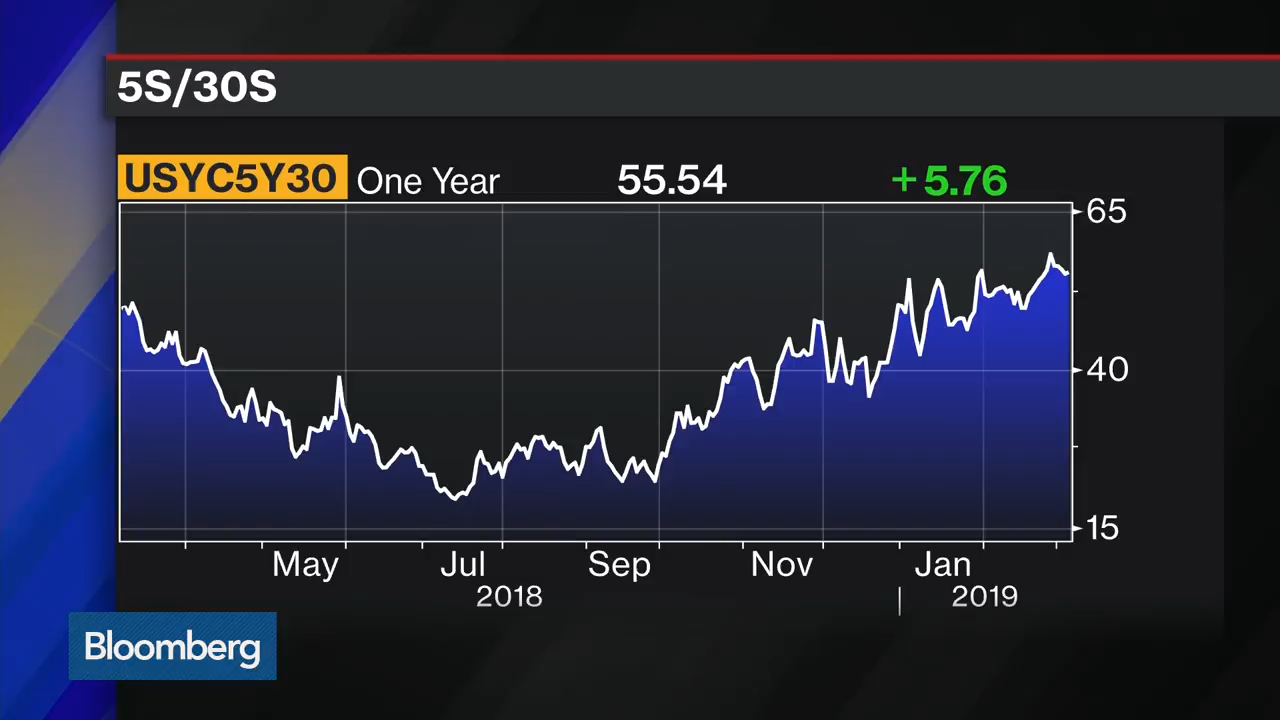 5S/30S
USYC5Y30 One Year 55.54 +5.76
65
40
15
May Jul Sep Nov Jan
2018 2019
Bloomberg